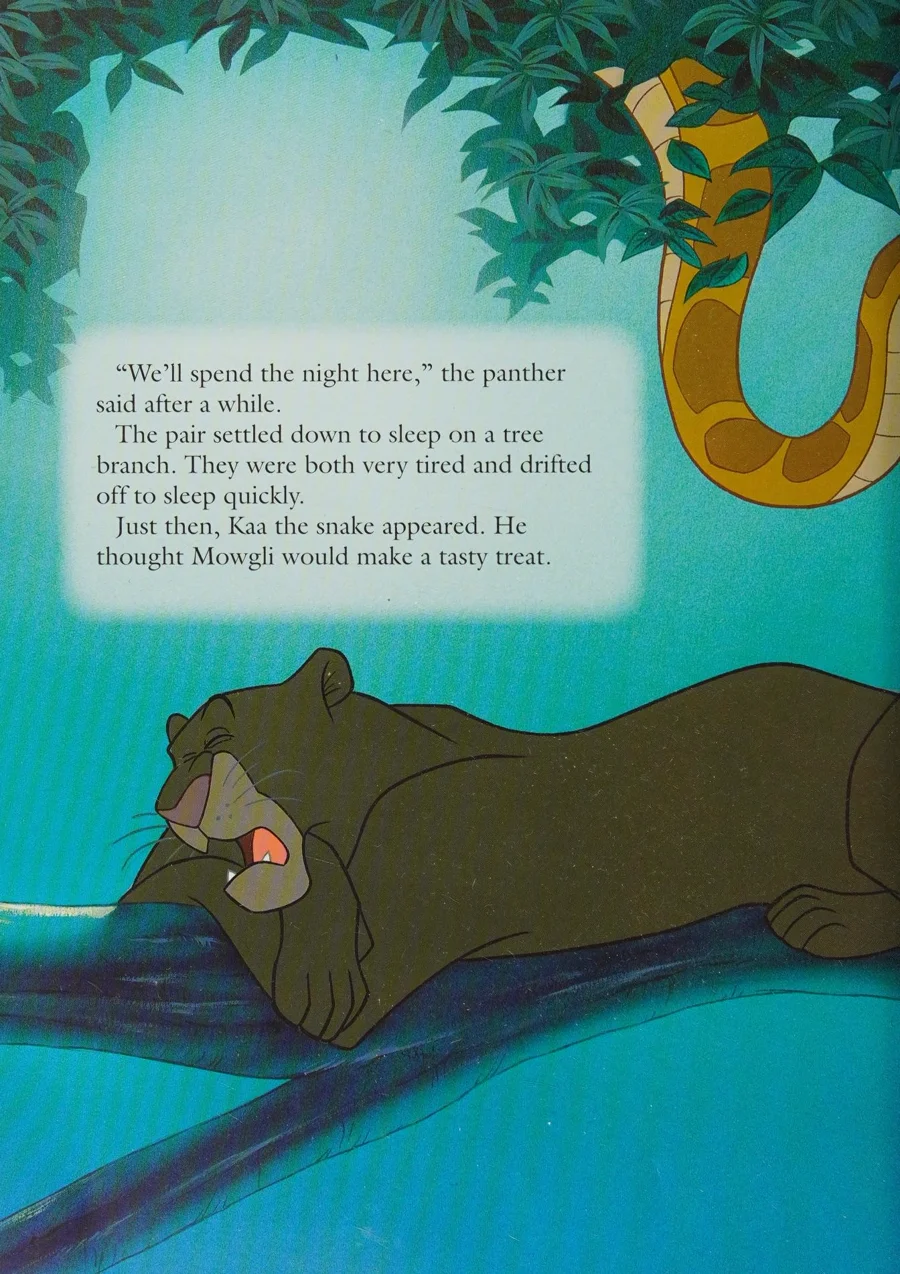 “We’ll spend the night here,” the panther
said after a while.
The pair settled down to sleep on a tree
branch. They were both very tired and drifted
off to sleep quickly.
Just then, Kaa the snake appeared. He
thought Mowgli would make a tasty treat.